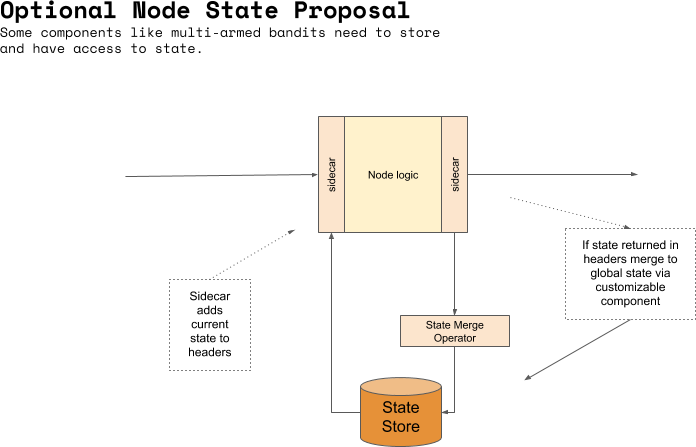 Optional Node State Proposal
Some components like multi-armed bandits need to store
and have access to state.
sidecar
Node logic
sidecar
If state returned in
headers merge to
global state via
customizable
component
Sidecar
adds
current
state to
headers
State Merge
Operator
State
Store